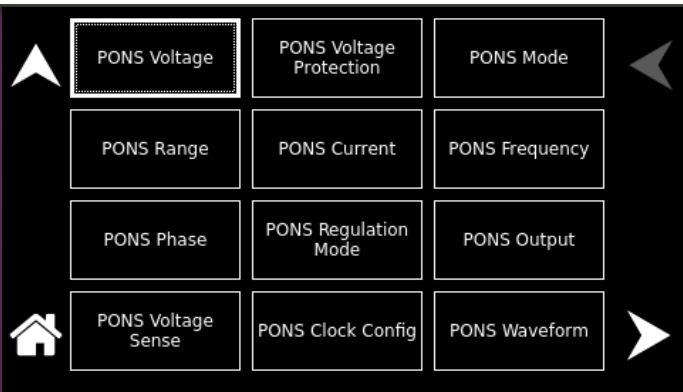 PONS Voltage
PONS Voltage
Protection
PONS Mode
PONS Range
PONS Current
PONS Frequency
PONS Phase
PONS Regulation
Mode
PONS Output
PONS Voltage
Sense
PONS Clock Config
PONS Waveform